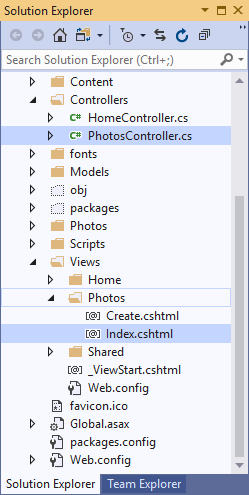 Solution Explorer
Search Solution Explorer (Ctrl+;)
Content
Controllers
C# HomeController.cs
C# PhotosController.cs
fonts
Models
obj
packages
Photos
Scripts
Views
Home
Photos
[@] Create.cshtml
[@] Index.cshtml
Shared
[@] _ViewStart.cshtml
Web.config
favicon.ico
Global.asax
packages.config
Web.config
Solution Explorer Team Explorer